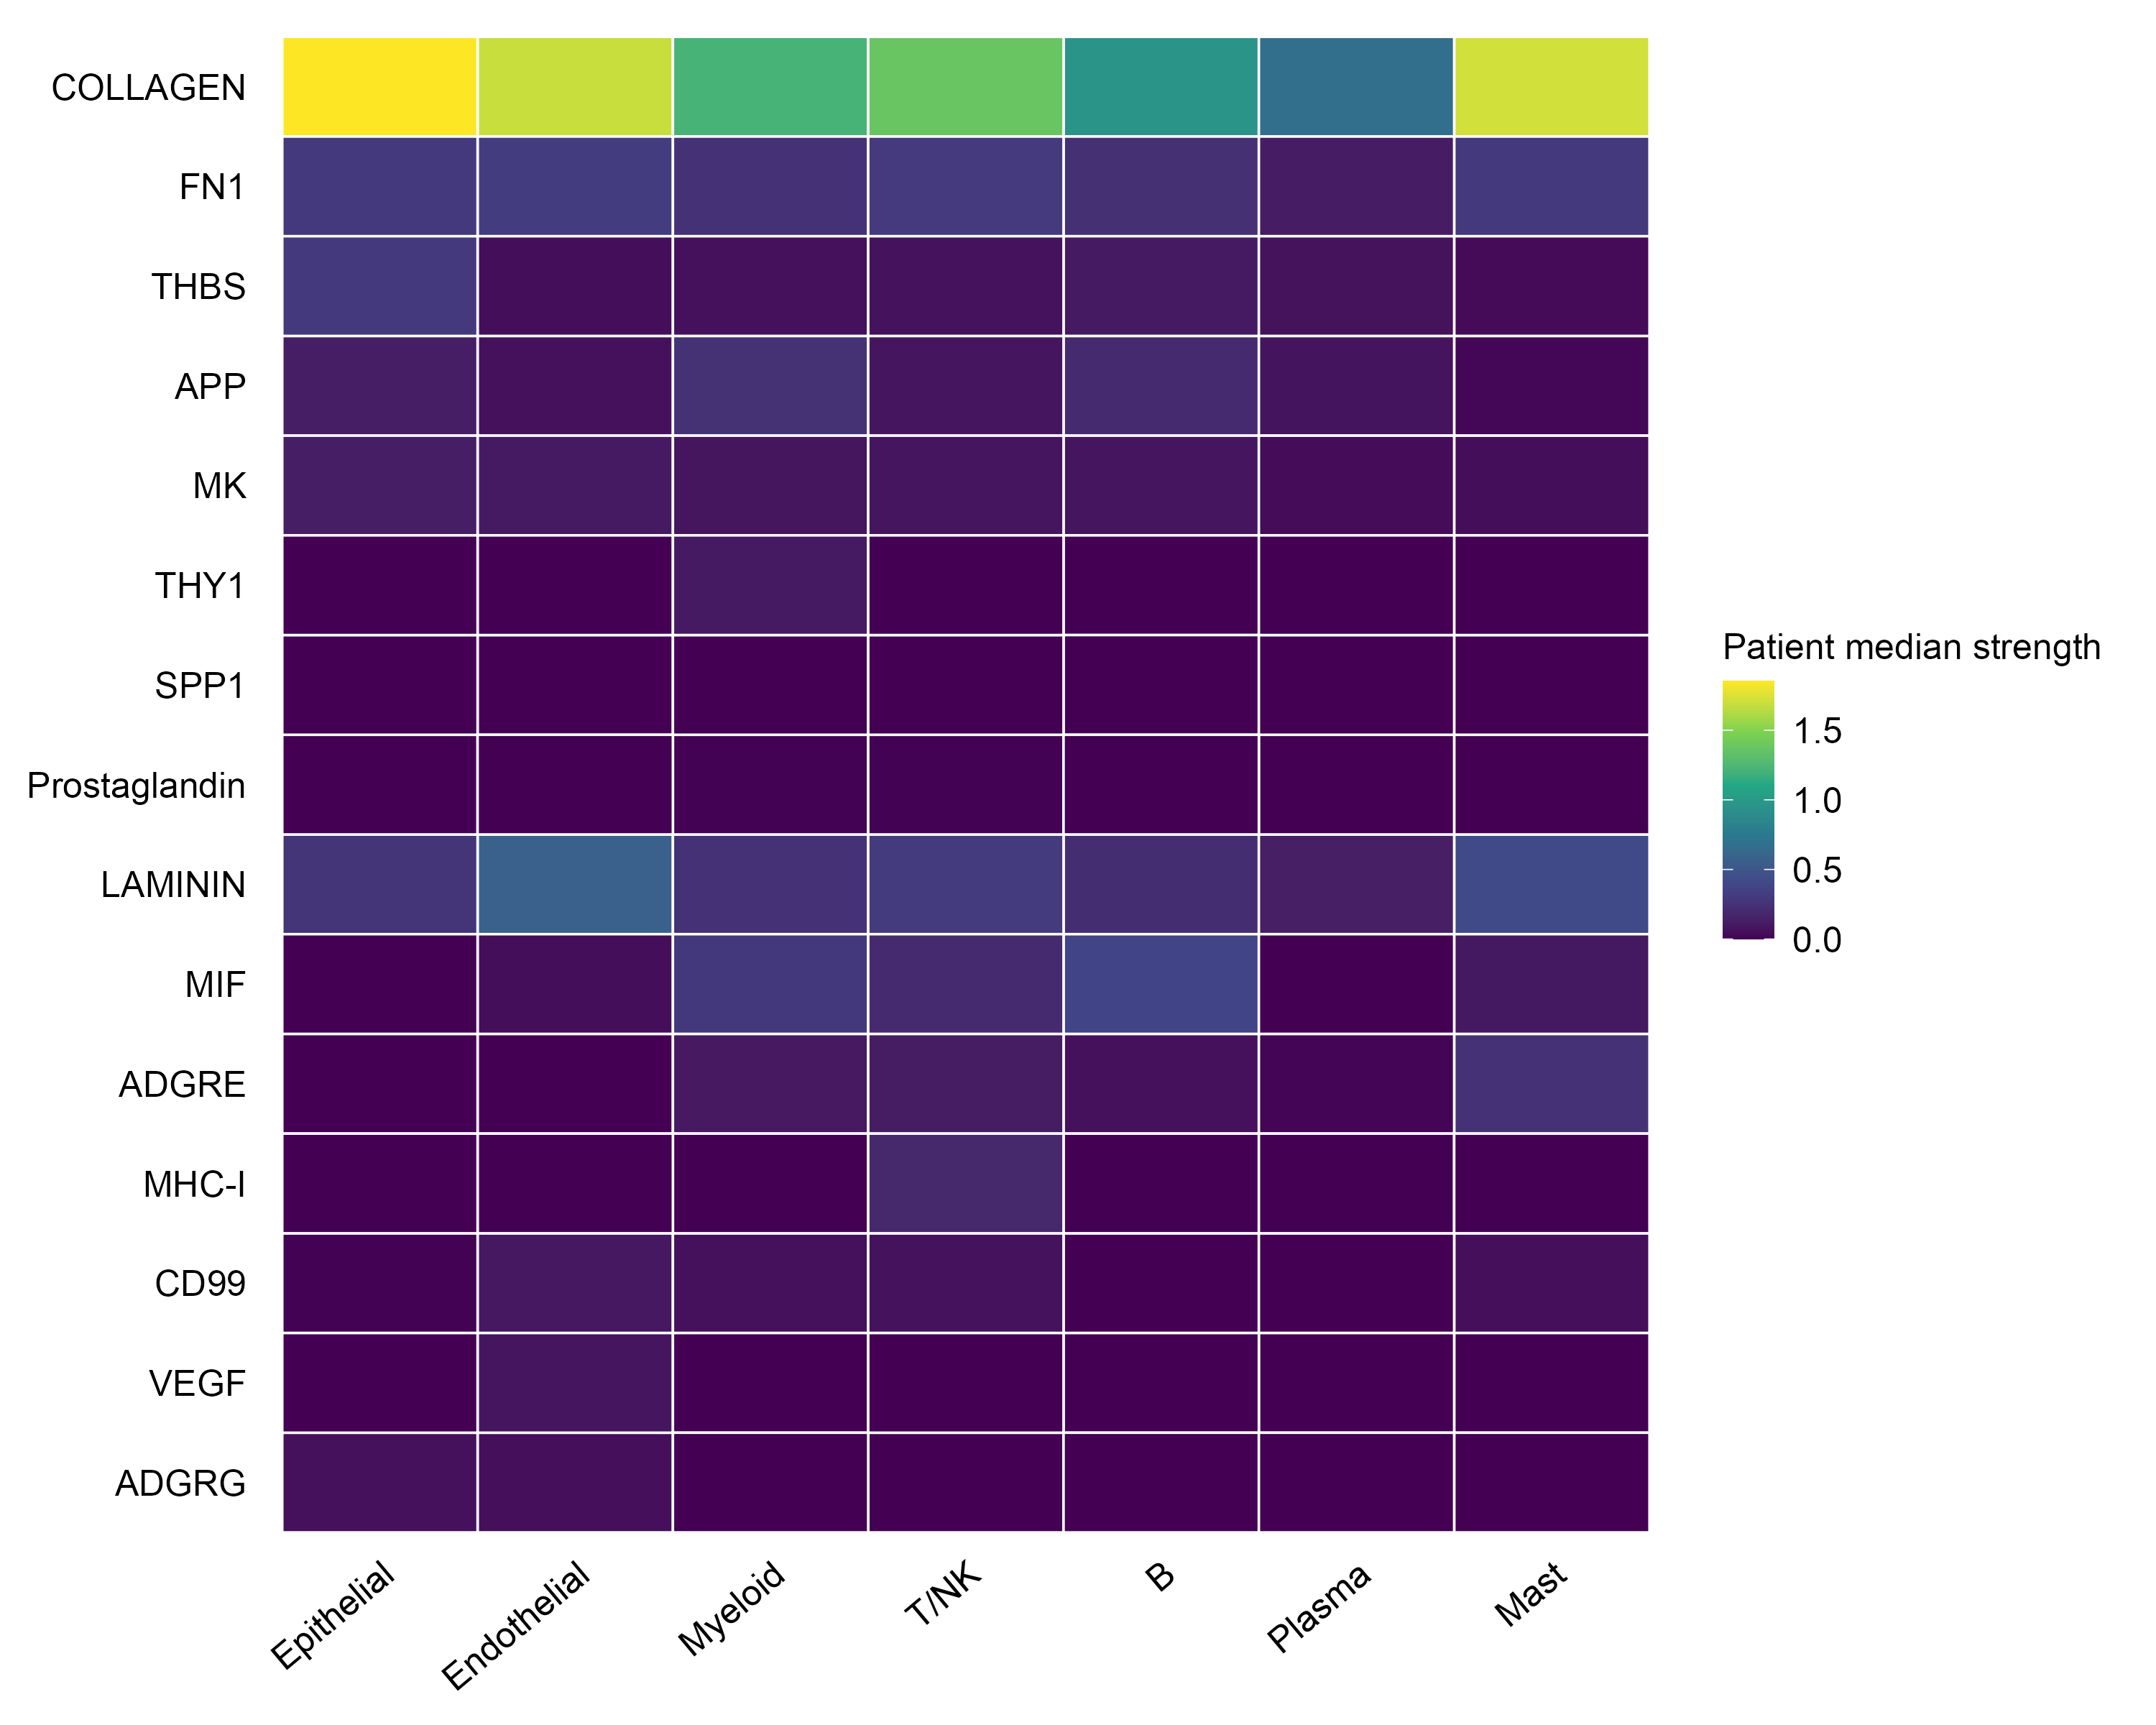 COLLAGEN
FN1
THBS
APP
MK
THY1
SPP1
Prostaglandin
LAMININ
MIF
ADGRE
MHC-I
CD99
VEGF
ADGRG
Epithelial
Endothelial
Myeloid
T/NK
B
Plasma
Mast
Patient median strength
1.5
1.0
0.5
0.0